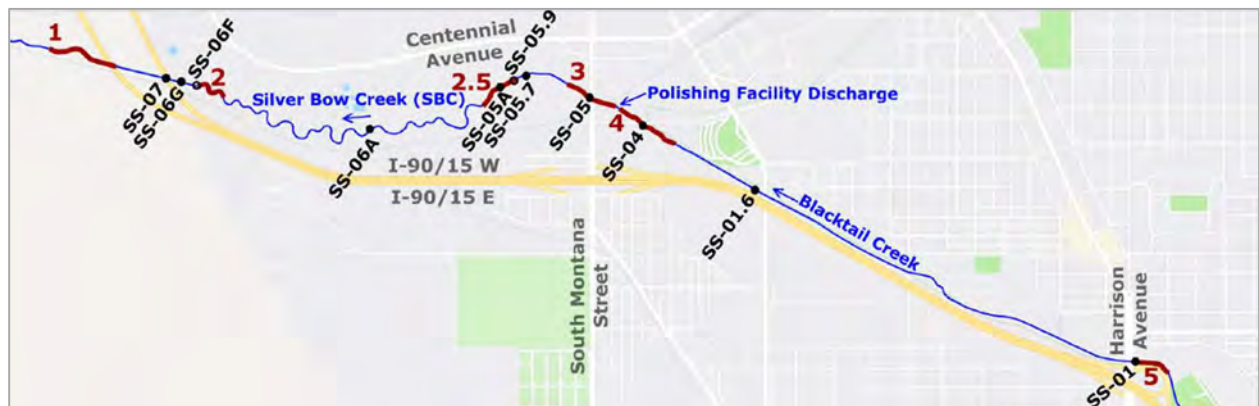 1
SS-07
SS-06G
SS-06F
2
Silver Bow Creek (SBC)
SS-06A
Centennial
Avenue
2.5
SS-05A
SS-05.7
SS-05.9
3
SS-05
Polishing Facility Discharge
4
SS-04
I-90/15 W
I-90/15 E
SS-01.6
Blacktail Creek
South Montana
Street
Harrison
Avenue
SS-01
5